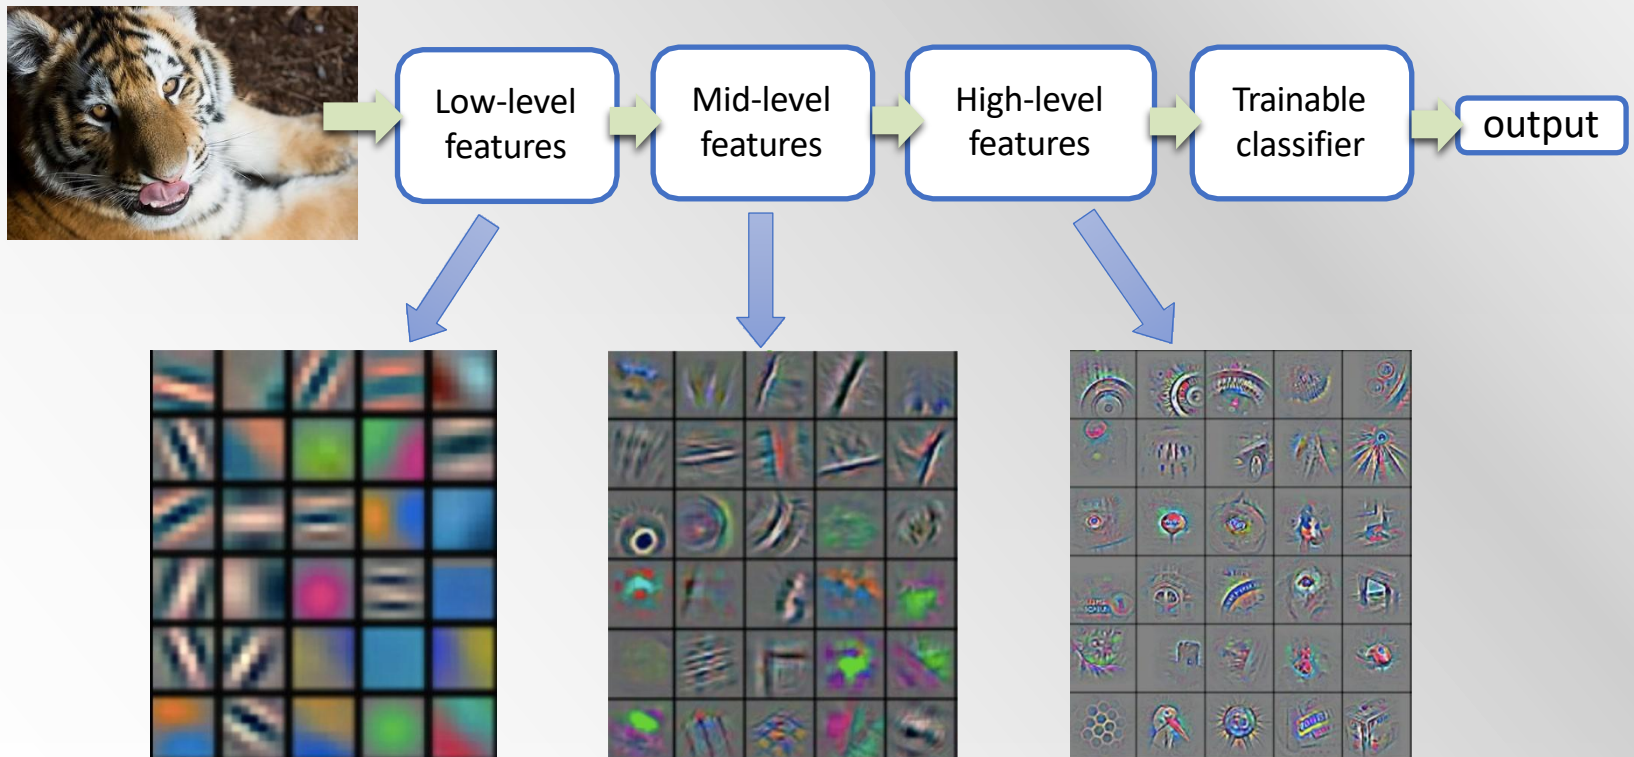 Low-level
features
Mid-level
features
High-level
features
Trainable
classifier
output